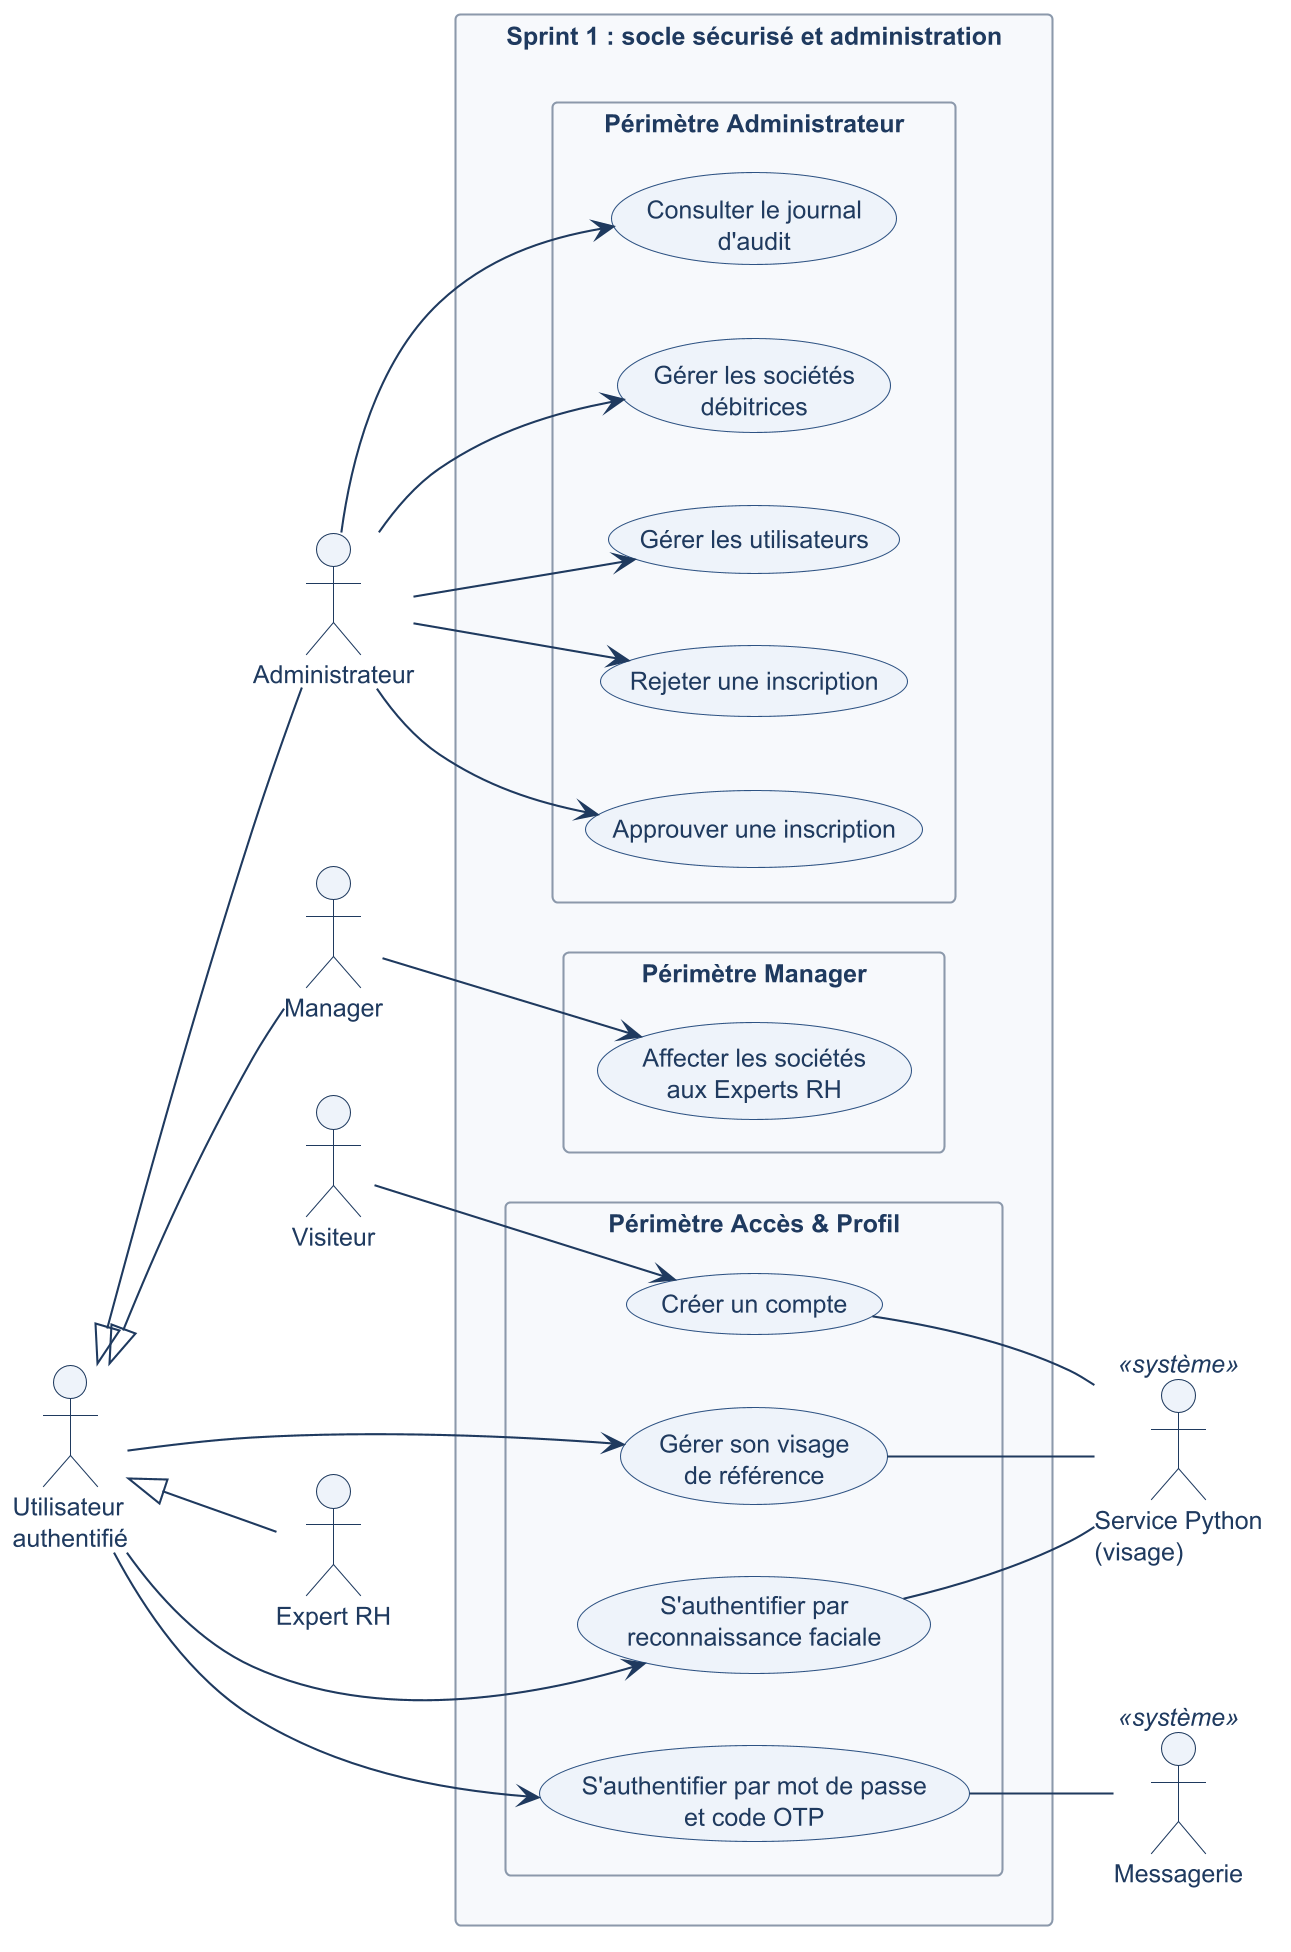 Sprint 1 : socle sécurisé et administration
Périmètre Administrateur
Consulter le journal
d'audit
Gérer les sociétés
débitrices
Gérer les utilisateurs
Rejeter une inscription
Administrateur
Approuver une inscription
Périmètre Manager
Manager
Affecter les sociétés
aux Experts RH
Visiteur
Périmètre Accès & Profil
Créer un compte
«système»
Gérer son visage
de référence
Utilisateur
authentifié
Service Python
(visage)
Expert RH
S'authentifier par
reconnaissance faciale
«système»
S'authentifier par mot de passe
et code OTP
Messagerie